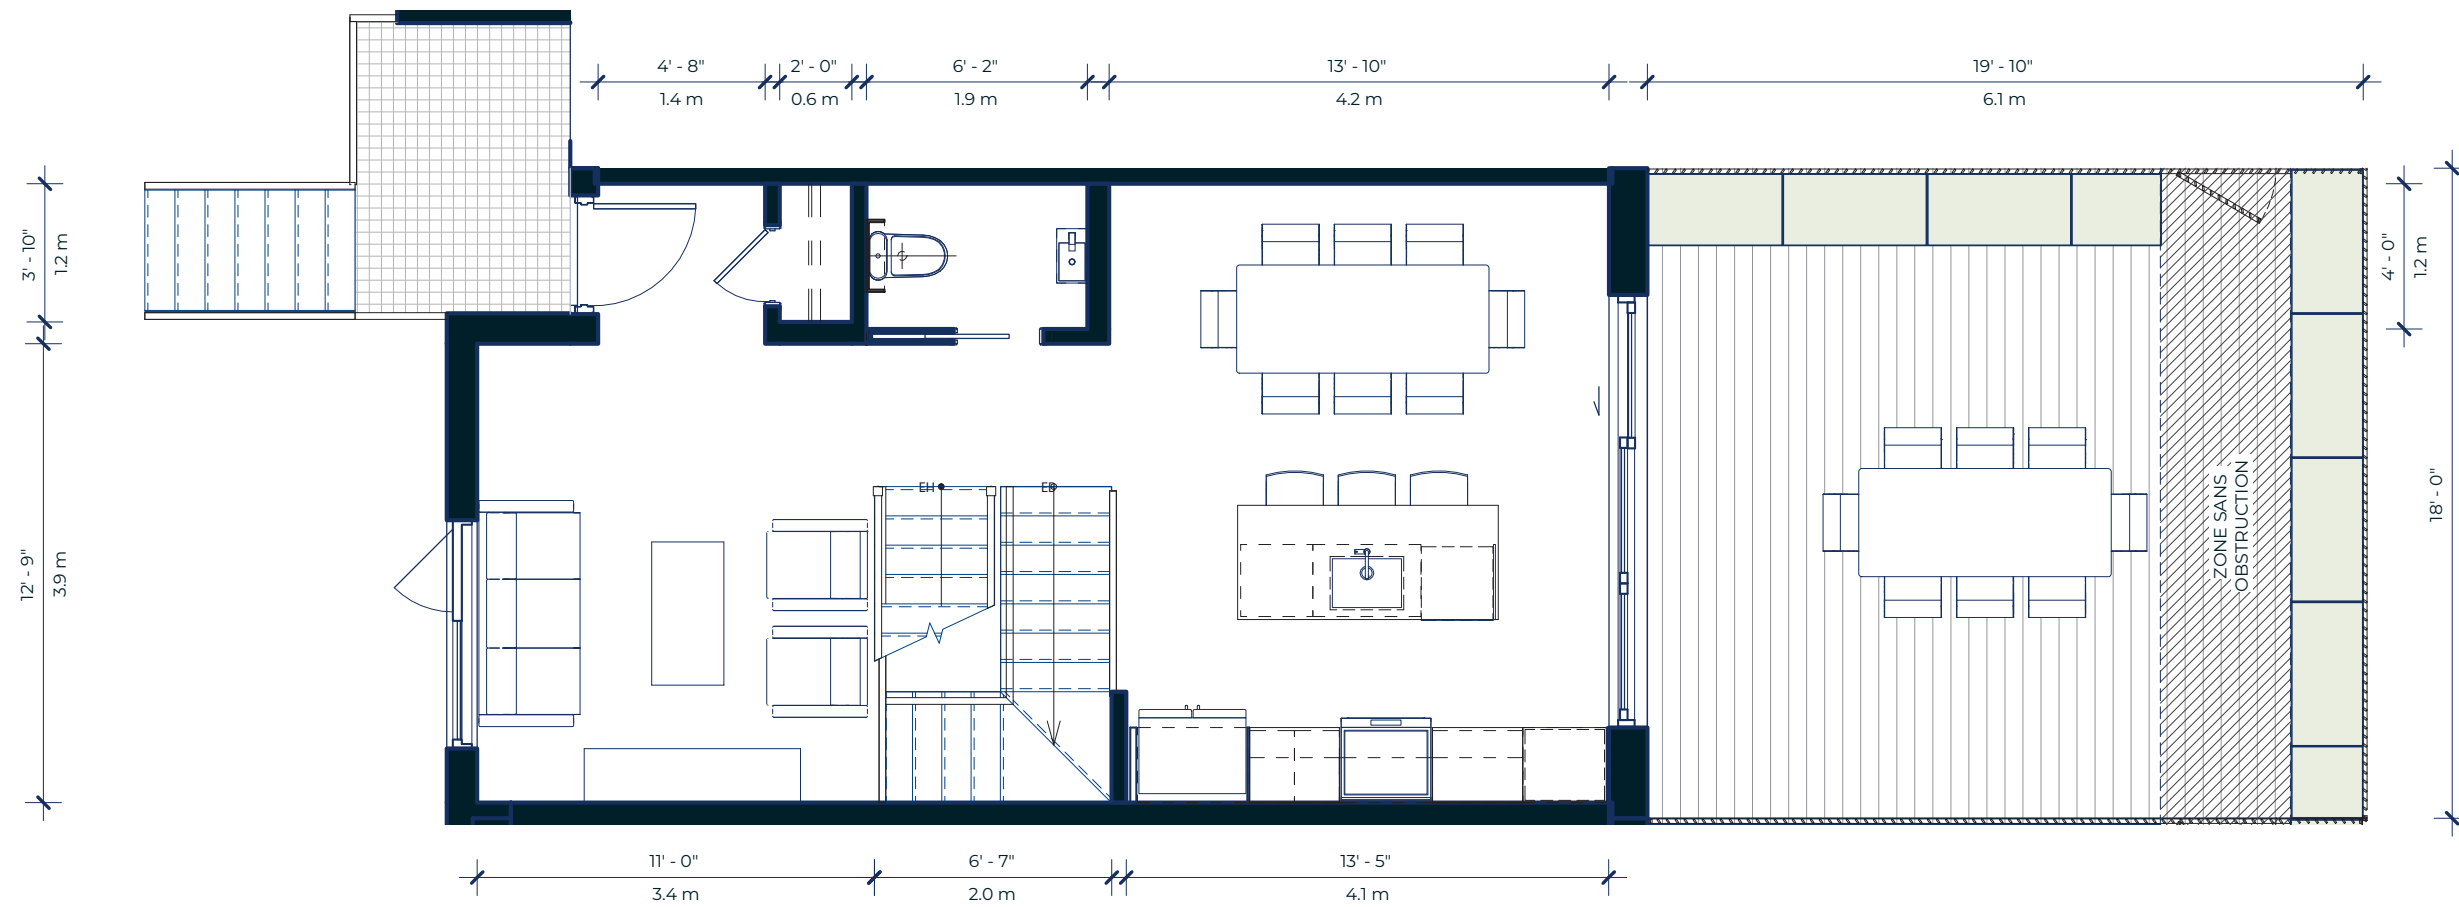 4' - 8"
1.4 m
2' - 0"
0.6 m
6' - 2"
1.9 m
13' - 10"
4.2 m
19' - 10"
6.1 m
3' - 10"
1.2 m
12' - 9"
3.9 m
EH
EB
ZONE SANS
OBSTRUCTION
4' - 0"
1.2 m
18' - 0"
11' - 0"
3.4 m
6' - 7"
2.0 m
13' - 5"
4.1 m